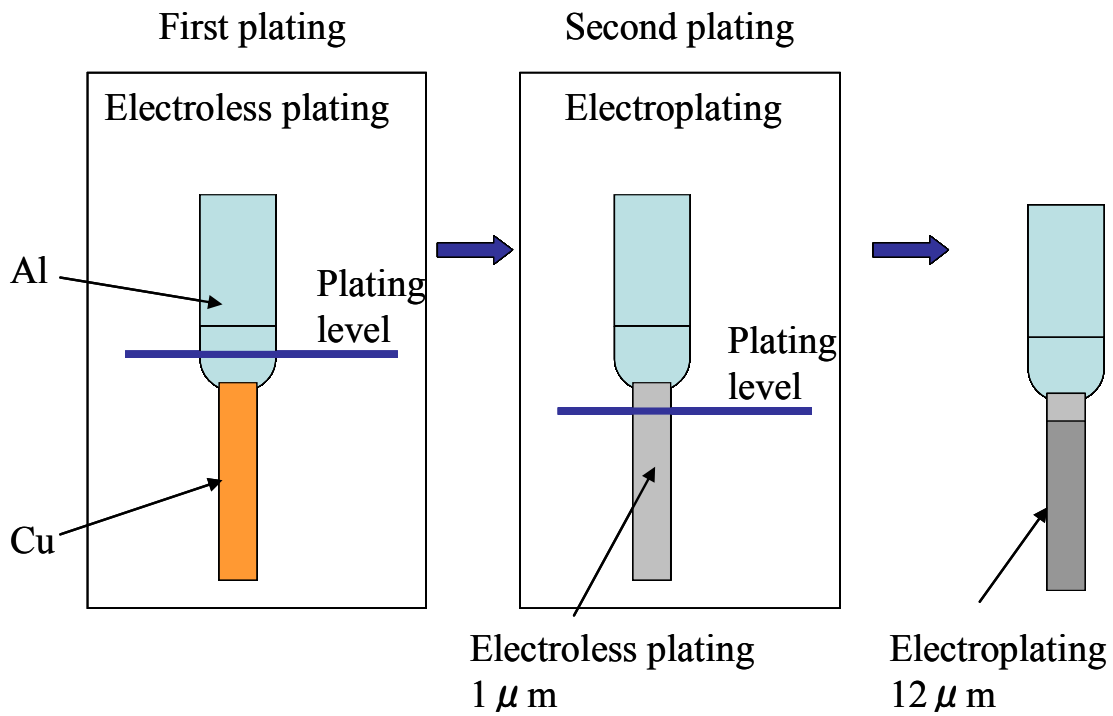 First plating
Second plating
Electroless plating
Electroplating
Al
Plating
level
Plating
level
Cu
Electroless plating
1 μ m
Electroplating
12 μ m